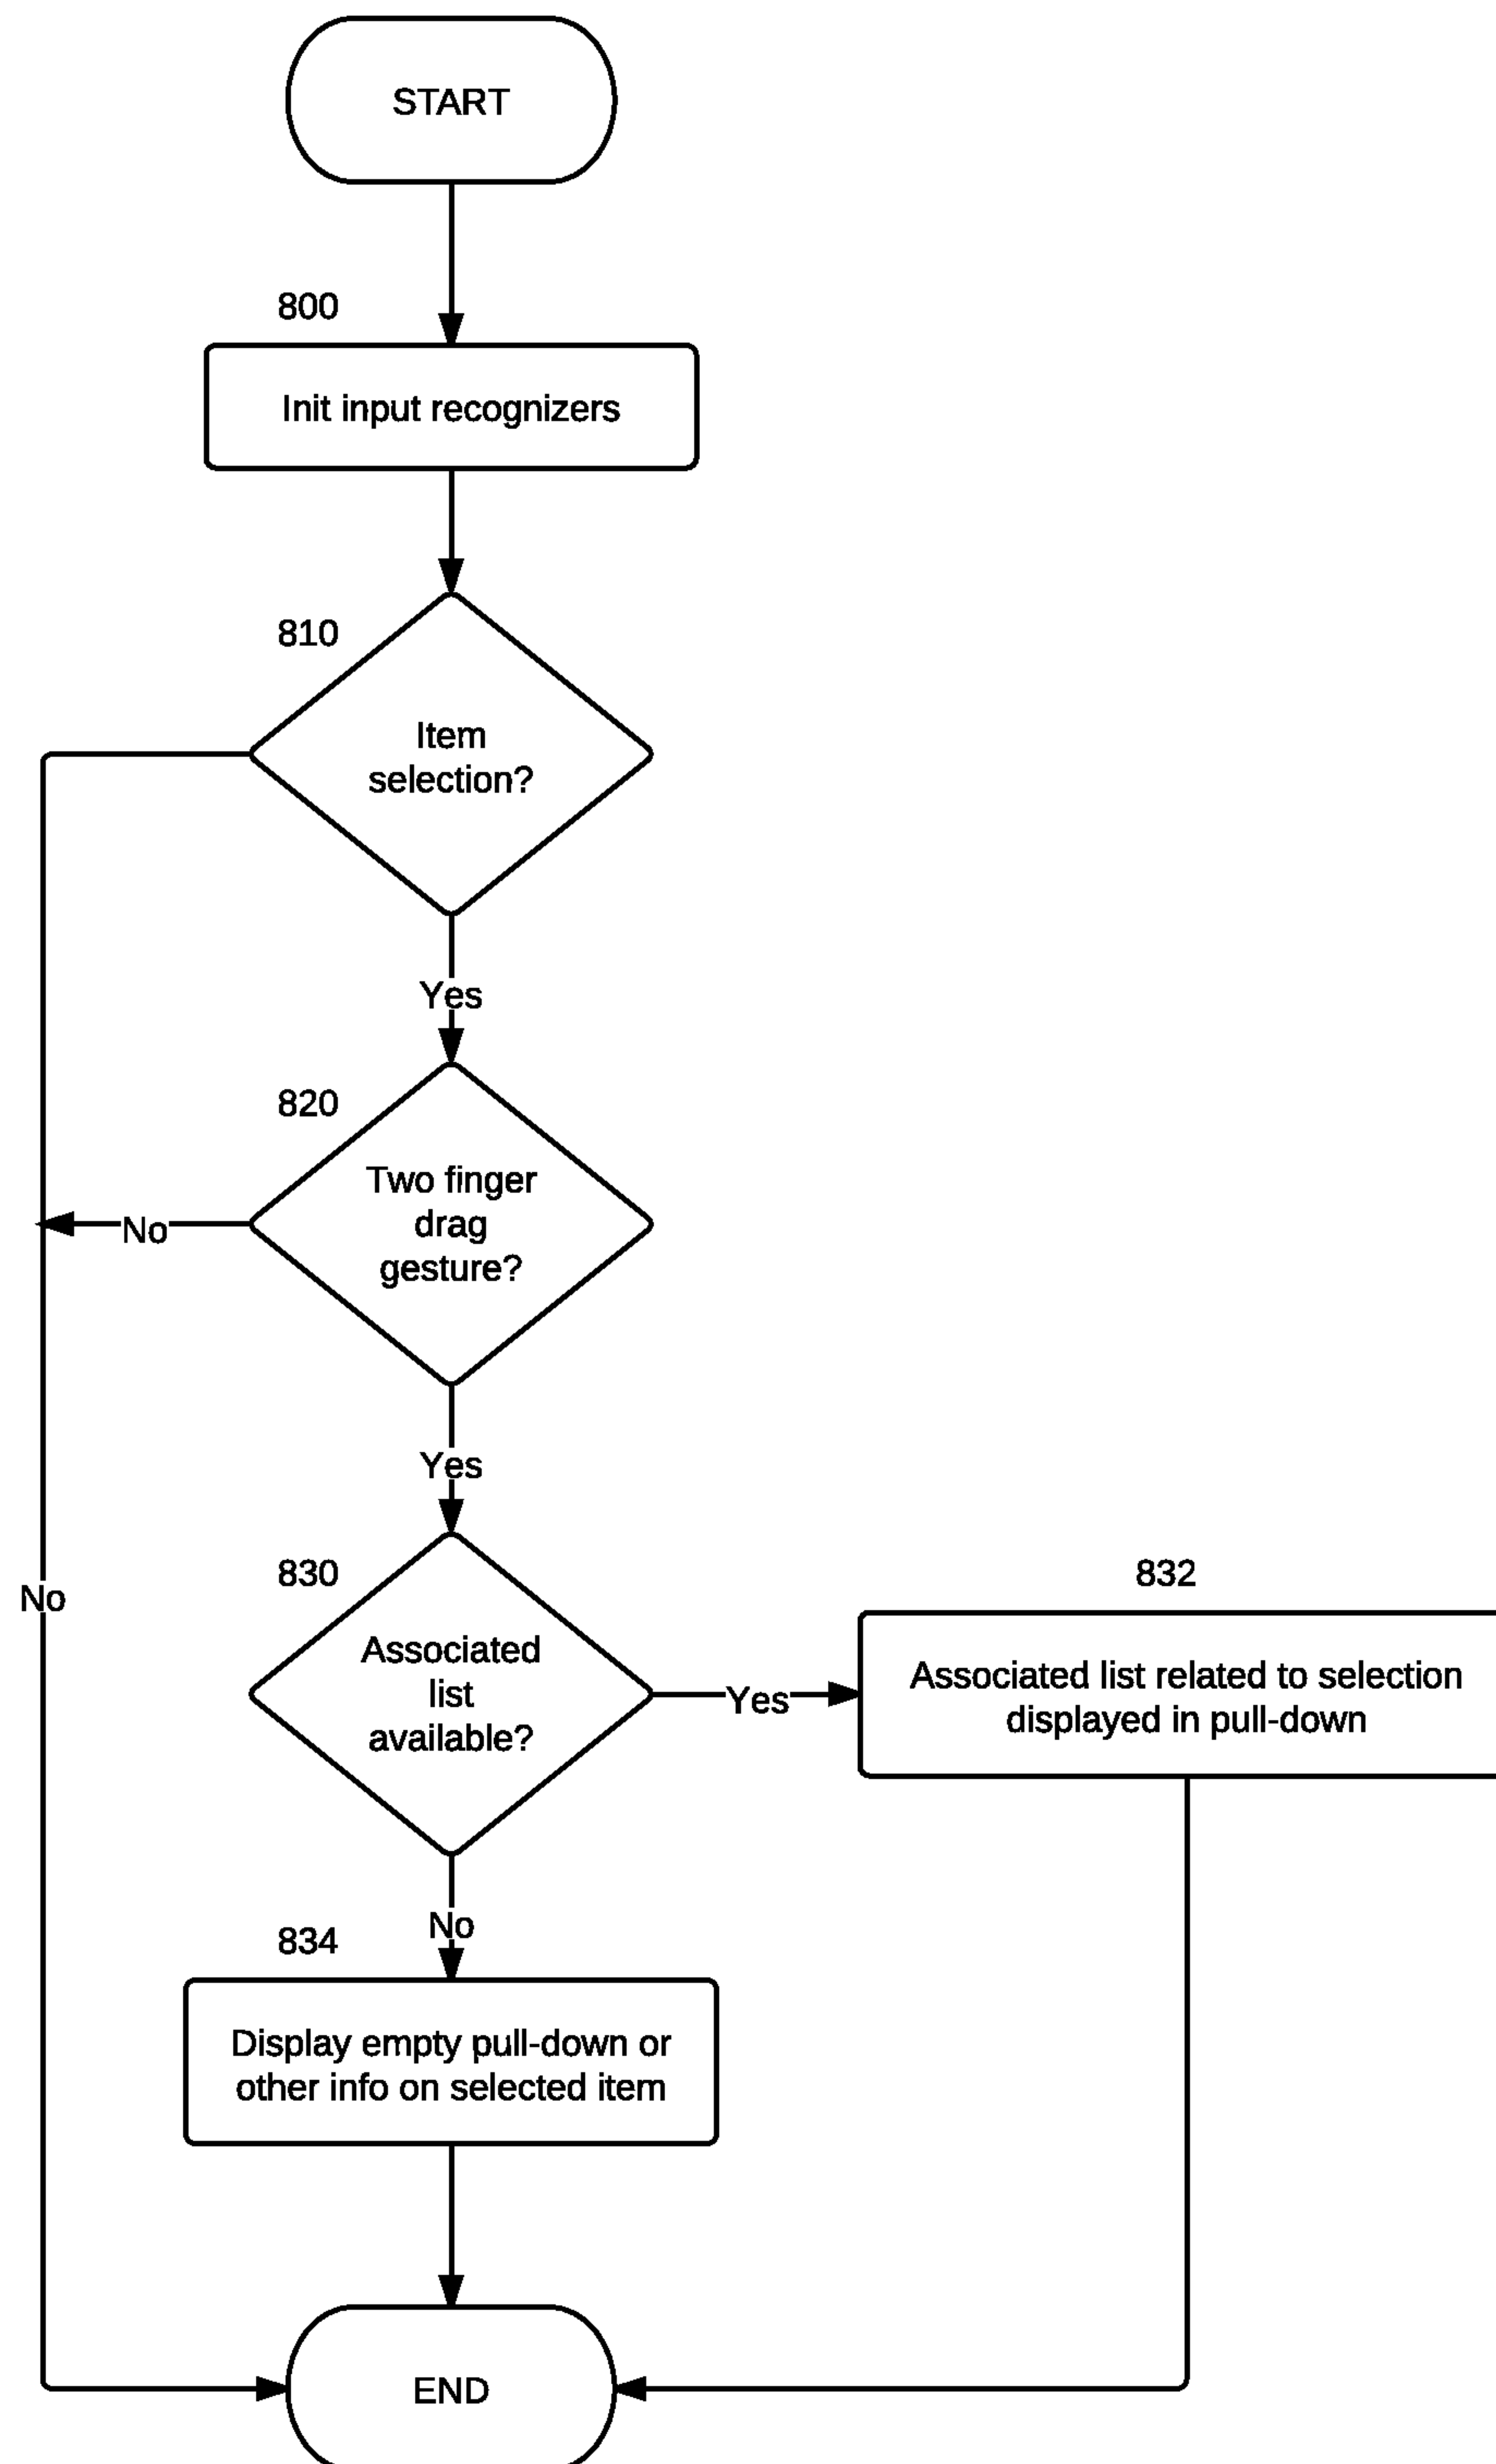 START
800
Init input recognizers
810
Item
selection?
Yes
820
Two finger
drag
gesture?
No
Yes
830
Associated
list
available?
No
Yes
832
Associated list related to selection
displayed in pull-down
No
834
Display empty pull-down or
other info on selected item
END